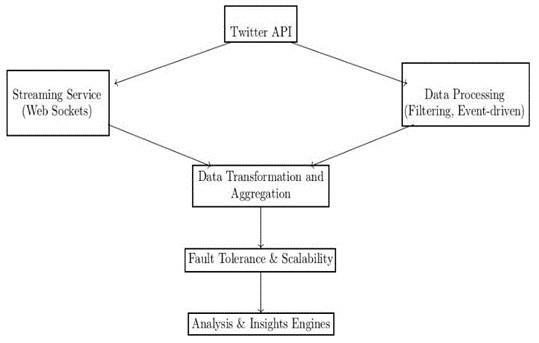 Twitter API
Streaming Service
(Web Sockets)
Data Processing
(Filtering, Event-driven)
Data Transformation and
Aggregation
Fault Tolerance & Scalability
Analysis & Insights Engines